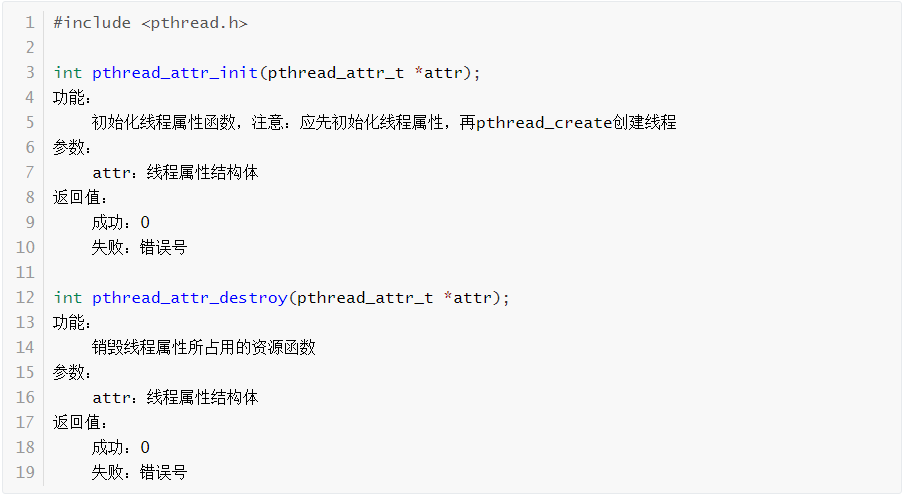 1 #include <pthread.h>
2
3 int pthread_attr_init(pthread_attr_t *attr);
4 功能：
5     初始化线程属性函数，注意：应先初始化线程属性，再pthread_create创建线程
6 参数：
7     attr：线程属性结构体
8 返回值：
9     成功：0
10     失败：错误号
11
12 int pthread_attr_destroy(pthread_attr_t *attr);
13 功能：
14     销毁线程属性所占用的资源函数
15 参数：
16     attr：线程属性结构体
17 返回值：
18     成功：0
19     失败：错误号